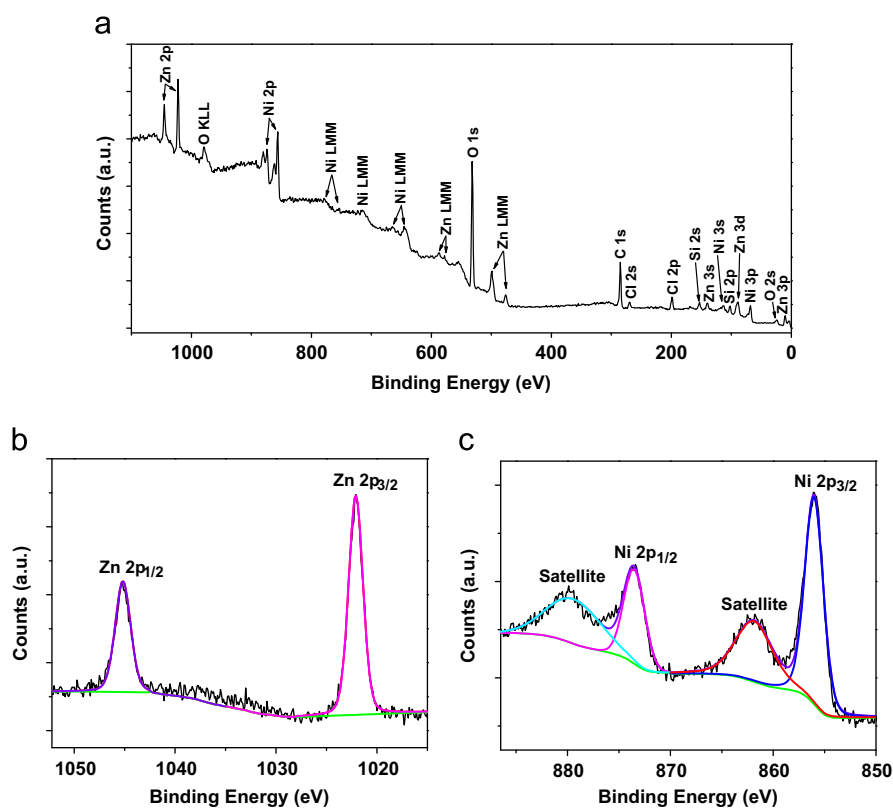 a
Counts (a.u.)
Zn 2p
O KLL
Ni 2p
Ni LMM
Ni LMM
Ni LMM
Zn LMM
O 1s
Zn LMM
C 1s
Cl 2s
Cl 2p
Si 2s
Zn 3s
Ni 3s
Si 2p
Zn 3d
Ni 3p
O 2s
Zn 3p
1000 800 600 400 200 0
Binding Energy (eV)
b
Counts (a.u.)
Zn 2p1/2
Zn 2p3/2
1050 1040 1030 1020
Binding Energy (eV)
c
Counts (a.u.)
Satellite
Ni 2p1/2
Satellite
Ni 2p3/2
880 870 860 850
Binding Energy (eV)